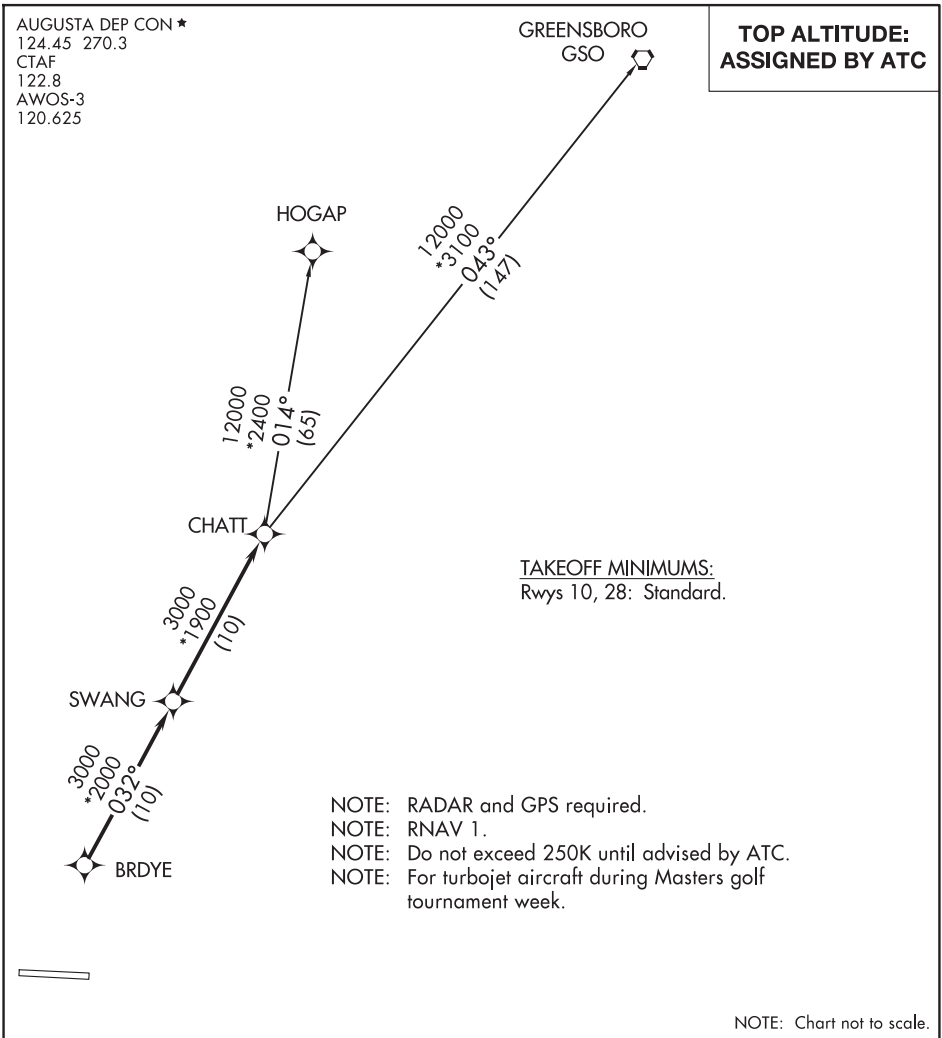 AUGUSTA DEP CON ★
124.45 270.3
CTAF
122.8
AWOS-3
120.625
GREENSBORO
GSO
TOP ALTITUDE:
ASSIGNED BY ATC
HOGAP
12000
*3100
043°
(147)
12000
*2400
014°
(65)
CHATT
TAKEOFF MINIMUMS:
Rwys 10, 28: Standard.
3000
*1900
(10)
SWANG
3000
*2000
032°
(10)
BRDYE
NOTE: RADAR and GPS required.
NOTE: RNAV 1.
NOTE: Do not exceed 250K until advised by ATC.
NOTE: For turbojet aircraft during Masters golf
tournament week.
NOTE: Chart not to scale.